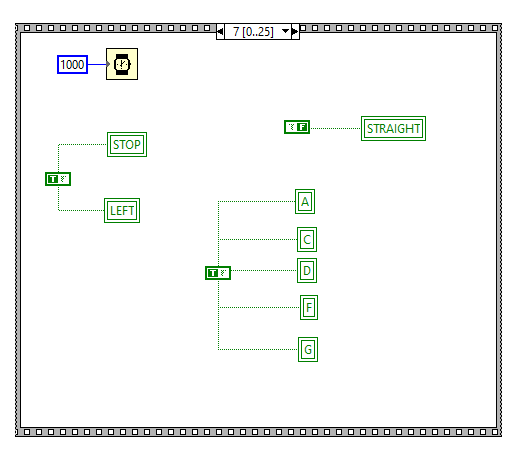 7 [0..25]
1000
F
STRAIGHT
STOP
T
LEFT
A
C
D
T
F
G